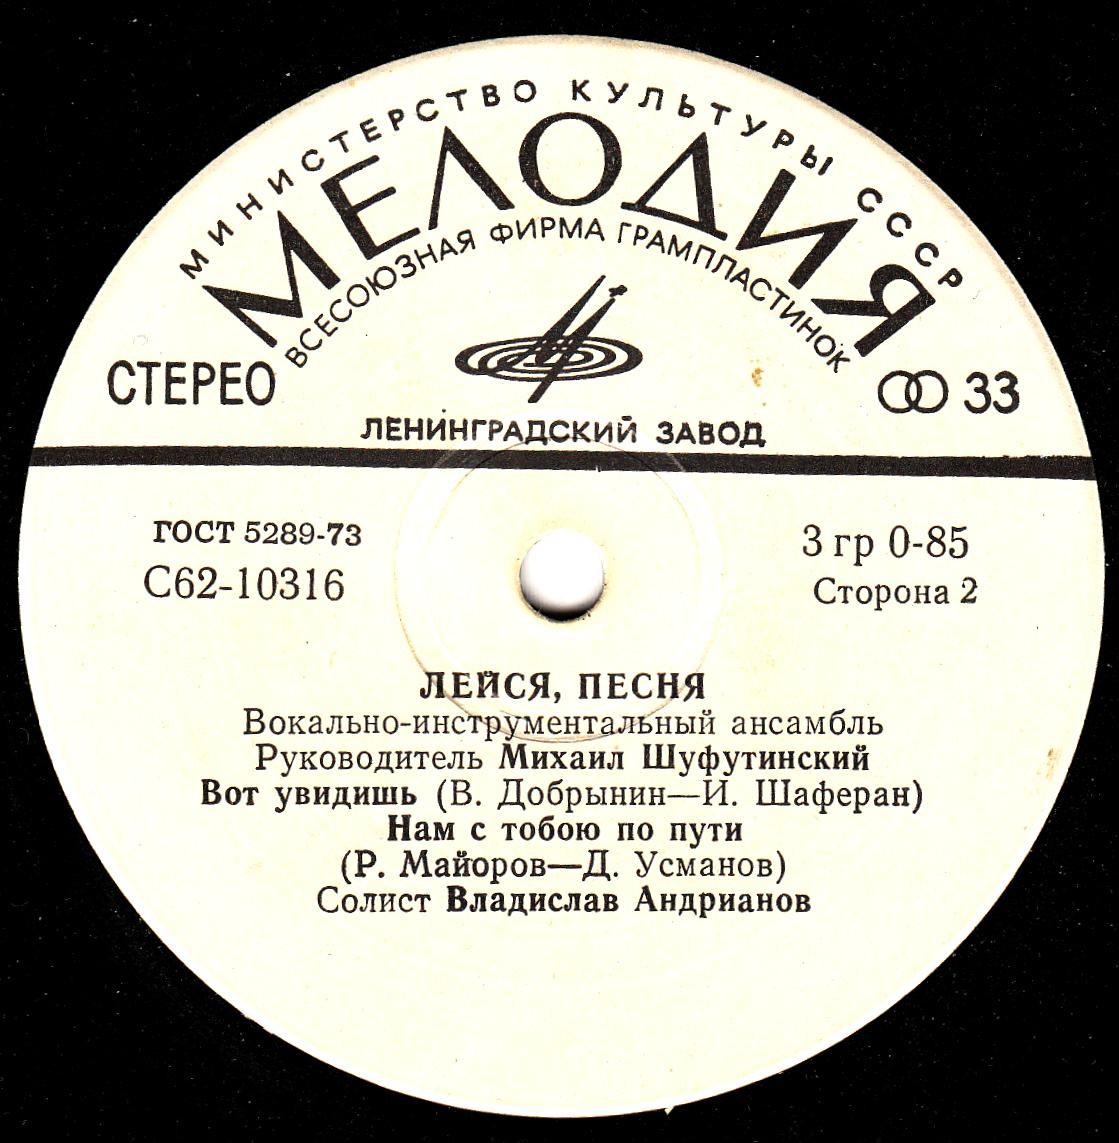 МИНИСТЕРСТВО КУЛЬТУРЫ СССР
МЕЛОДИЯ
ВСЕСОЮЗНАЯ ФИРМА ГРАМПЛАСТИНОК
СТЕРЕО
33
ЛЕНИНГРАДСКИЙ ЗАВОД
ГОСТ 5289-73
3 гр 0-85
С62-10316
Сторона 2
ЛЕЙСЯ, ПЕСНЯ
Вокально-инструментальный ансамбль
Руководитель Михаил Шуфутинский
Вот увидишь (В. Добрынин—И. Шаферан)
Нам с тобою по пути
(Р. Майоров—Д. Усманов)
Солист Владислав Андрианов